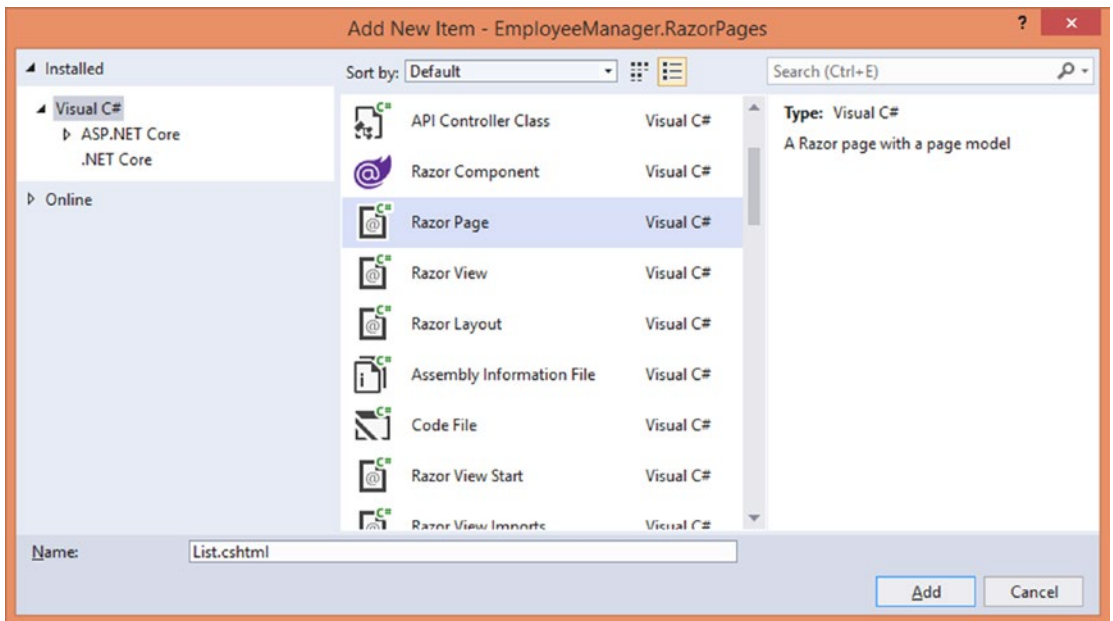 Add New Item - EmployeeManager.RazorPages
?
×
Installed
Sort by: Default
Search (Ctrl+E)
Visual C#
ASP.NET Core
.NET Core
Online
API Controller Class Visual C#
Razor Component Visual C#
Razor Page Visual C#
Razor View Visual C#
Razor Layout Visual C#
Assembly Information File Visual C#
Code File Visual C#
Razor View Start Visual C#
Razor View Imports Visual C#
Type: Visual C#
A Razor page with a page model
Name: List.cshtml
Add Cancel